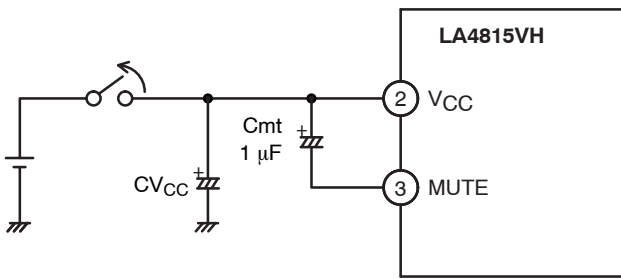 LA4815VH
2 VCC
Cmt
1 μF
+
CVCC
+
3 MUTE